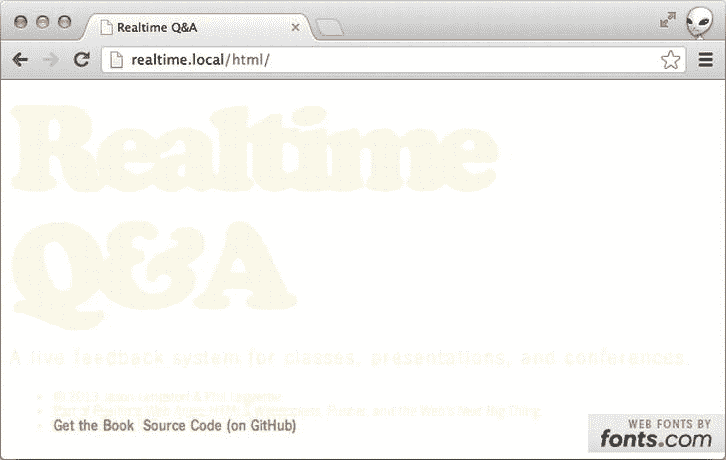 Realtime Q&A
realtime.local/html/
Realtime
Q&A
A live feedback system for classes, presentations, and conferences.
© 2013 Jason Lengstorf & Phil Leggetter
Part of Realtime Web Apps: HTML5 Websockets, Pusher, and the Web's Next Big Thing.
Get the Book Source Code (on GitHub)
WEB FONTS BY
fonts.com